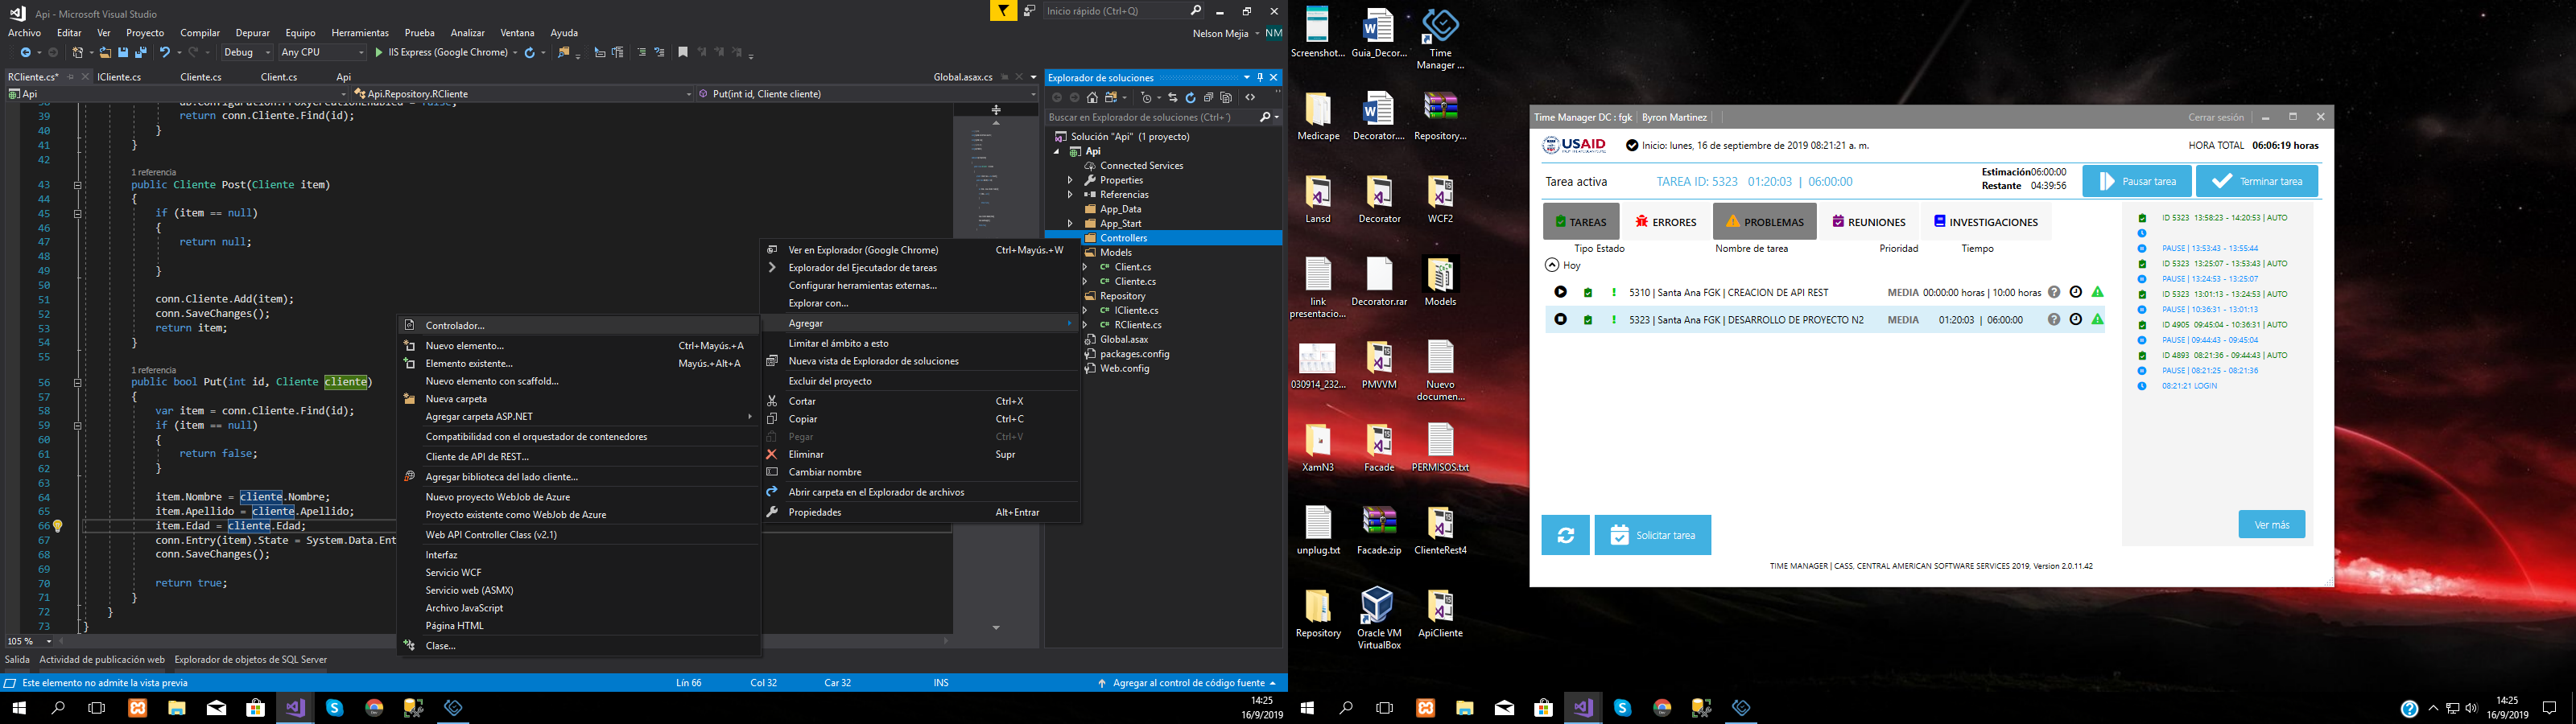 Api - Microsoft Visual Studio
Inicio rápido (Ctrl+Q)
Archivo Editar Ver Proyecto Compilar Depurar Equipo Herramientas Prueba Analizar Ventana Ayuda
Nelson Mejia NM
Debug Any CPU IIS Express (Google Chrome)
RCliente.cs* ICliente.cs Cliente.cs Client.cs Api Global.asax.cs
Api Api.Repository.RCliente Put(int id, Cliente cliente)
39 return conn.Cliente.Find(id);
40 }
41 }
42
1 referencia
43 public Cliente Post(Cliente item)
44 {
45 if (item == null)
46 {
47 return null;
48
49 }
50
51 conn.Cliente.Add(item);
52 conn.SaveChanges();
53 return item;
54 }
55
1 referencia
56 public bool Put(int id, Cliente cliente)
57 {
58 var item = conn.Cliente.Find(id);
59 if (item == null)
60 {
61 return false;
62 }
63
64 item.Nombre = cliente.Nombre;
65 item.Apellido = cliente.Apellido;
66 item.Edad = cliente.Edad;
67 conn.Entry(item).State = System.Data.Ent
68 conn.SaveChanges();
69
70 return true;
71 }
72 }
73 }
105 %
Salida Actividad de publicación web Explorador de objetos de SQL Server
Este elemento no admite la vista previa
Lín 66 Col 32 Car 32 INS
Agregar al control de código fuente
Controlador...
Nuevo elemento... Ctrl+Mayús.+A
Elemento existente... Mayús.+Alt+A
Nuevo elemento con scaffold...
Nueva carpeta
Agregar carpeta ASP.NET
Compatibilidad con el orquestador de contenedores
Cliente de API de REST...
Agregar biblioteca del lado cliente...
Nuevo proyecto WebJob de Azure
Proyecto existente como WebJob de Azure
Web API Controller Class (v2.1)
Interfaz
Servicio WCF
Servicio web (ASMX)
Archivo JavaScript
Página HTML
Clase...
Ver en Explorador (Google Chrome) Ctrl+Mayús.+W
Explorador del Ejecutador de tareas
Configurar herramientas externas...
Explorar con...
Agregar
Limitar el ámbito a esto
Nueva vista de Explorador de soluciones
Excluir del proyecto
Cortar Ctrl+X
Copiar Ctrl+C
Pegar Ctrl+V
Eliminar Supr
Cambiar nombre
Abrir carpeta en el Explorador de archivos
Propiedades Alt+Entrar
Explorador de soluciones
Buscar en Explorador de soluciones (Ctrl+´)
Solución "Api" (1 proyecto)
Api
Connected Services
Properties
Referencias
App_Data
App_Start
Controllers
Models
Client.cs
Cliente.cs
Repository
ICliente.cs
RCliente.cs
Global.asax
packages.config
Web.config
14:25
16/9/2019
Screenshot... Guia_Decor... Time Manager ...
Medicape Decorator.... Repository...
Lansd Decorator WCF2
link presentacio... Decorator.rar Models
030914_232... PMVVM Nuevo documen...
XamN3 Facade PERMISOS.txt
unplug.txt Facade.zip ClienteRest4
Repository Oracle VM VirtualBox ApiCliente
Time Manager DC : fgk Byron Martinez Cerrar sesión
USAID Inicio: lunes, 16 de septiembre de 2019 08:21:21 a. m. HORA TOTAL 06:06:19 horas
Tarea activa TAREA ID: 5323 01:20:03 | 06:00:00
Estimación 06:00:00
Restante 04:39:56
Pausar tarea Terminar tarea
TAREAS ERRORES PROBLEMAS REUNIONES INVESTIGACIONES
Tipo Estado Nombre de tarea Prioridad Tiempo
Hoy
5310 | Santa Ana FGK | CREACION DE API REST MEDIA 00:00:00 horas | 10:00 horas
5323 | Santa Ana FGK | DESARROLLO DE PROYECTO N2 MEDIA 01:20:03 | 06:00:00
ID 5323 13:58:23 - 14:20:53 | AUTO
PAUSE | 13:53:43 - 13:55:44
ID 5323 13:25:07 - 13:53:43 | AUTO
PAUSE | 13:24:53 - 13:25:07
ID 5323 13:01:13 - 13:24:53 | AUTO
PAUSE | 10:36:31 - 13:01:13
ID 4905 09:45:04 - 10:36:31 | AUTO
PAUSE | 09:44:43 - 09:45:04
ID 4893 08:21:36 - 09:44:43 | AUTO
PAUSE | 08:21:25 - 08:21:36
08:21:21 LOGIN
Ver más
Solicitar tarea
TIME MANAGER | CASS, CENTRAL AMERICAN SOFTWARE SERVICES 2019, Version 2.0.11.42
14:25
16/9/2019